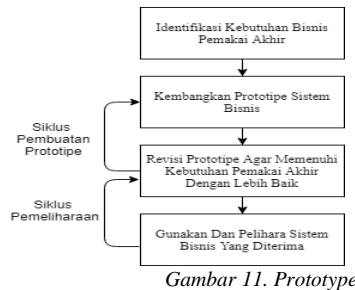 Identifikasi Kebutuhan Bisnis
Pemakai Akhir
Kembangkan Prototipe Sistem
Bisnis
Siklus
Pembuatan
Prototipe
Revisi Prototipe Agar Memenuhi
Kebutuhan Pemakai Akhir
Dengan Lebih Baik
Siklus
Pemeliharaan
Gunakan Dan Pelihara Sistem
Bisnis Yang Diterima
Gambar 11. Prototype